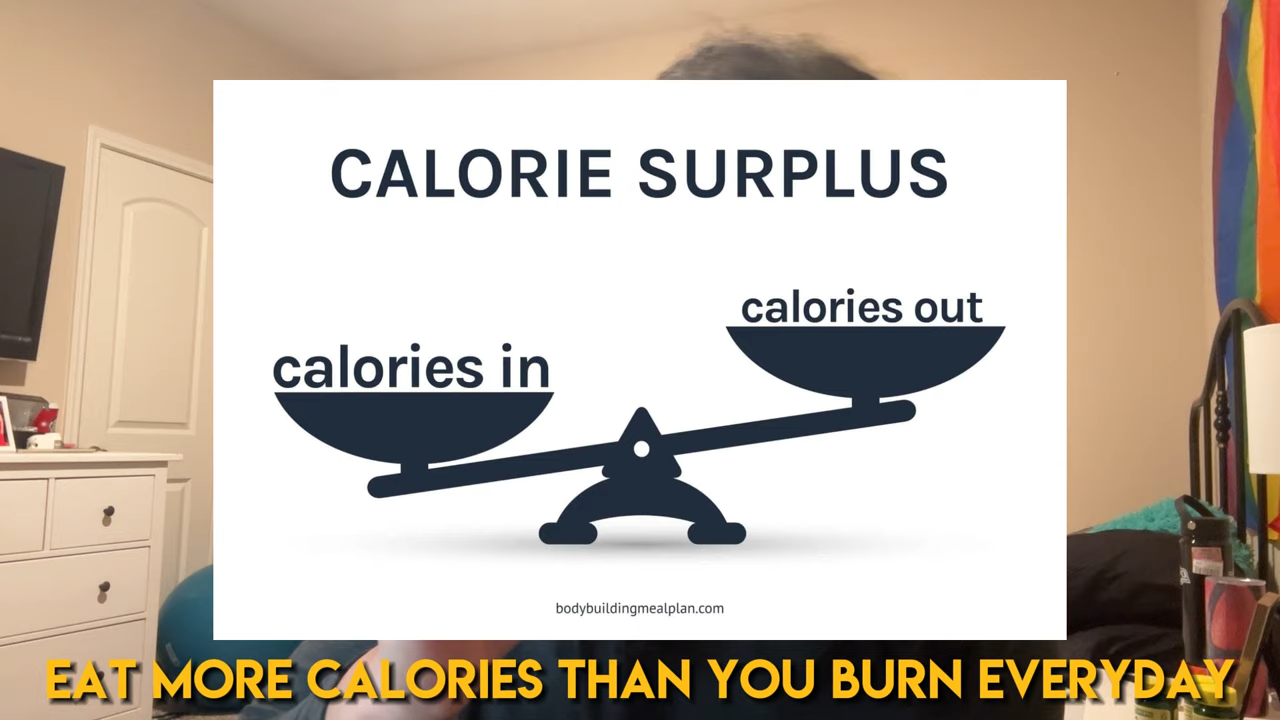 CALORIE SURPLUS
calories out
calories in
bodybuildingmealplan.com
EAT MORE CALORIES THAN YOU BURN EVERYDAY